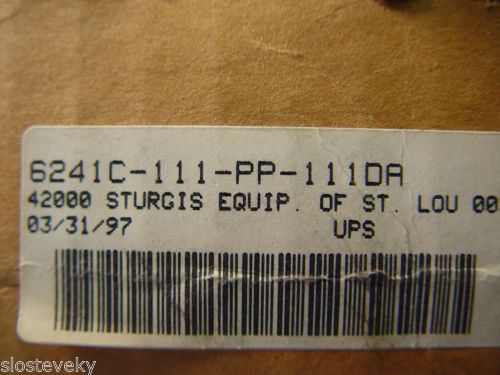 6241C-111-PP-111DA
42000 STURGIS EQUIP. OF ST. LOU 00
03/31/97 UPS
slosteveky